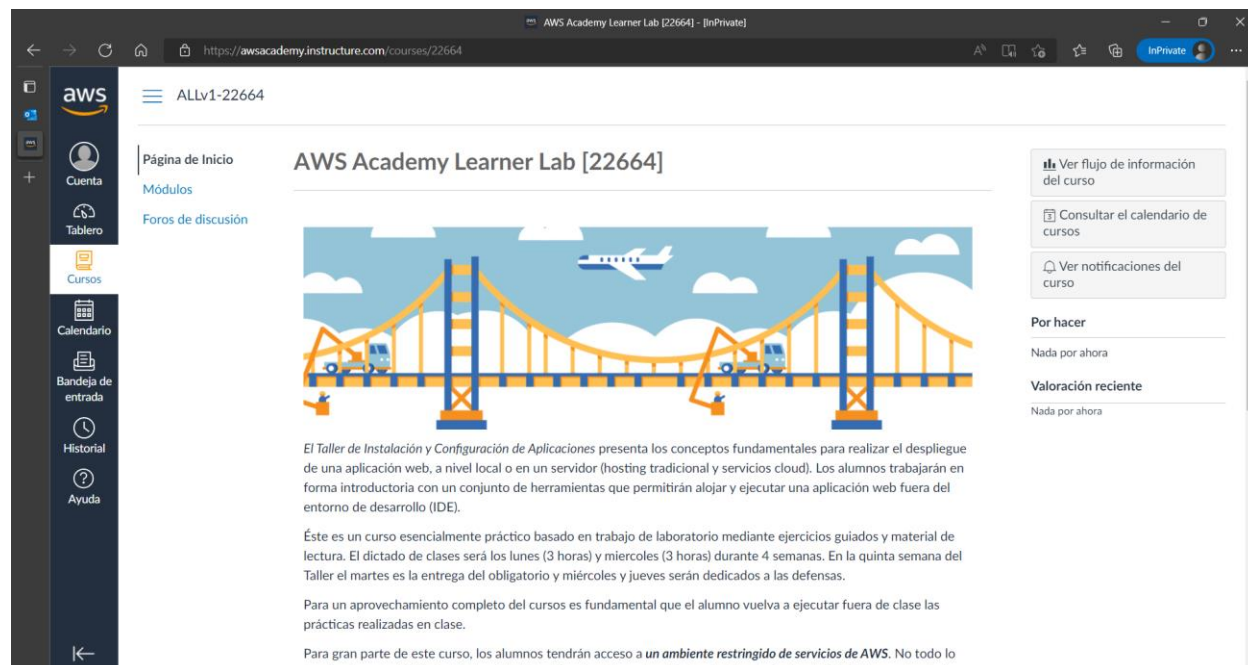 AWS Academy Learner Lab [22664] - [InPrivate]
https://awsacademy.instructure.com/courses/22664
InPrivate
aws
ALLv1-22664
Cuenta
Tablero
Cursos
Calendario
Bandeja de
entrada
Historial
Ayuda
Página de Inicio
Módulos
Foros de discusión
AWS Academy Learner Lab [22664]
El Taller de Instalación y Configuración de Aplicaciones presenta los conceptos fundamentales para realizar el despliegue
de una aplicación web, a nivel local o en un servidor (hosting tradicional y servicios cloud). Los alumnos trabajarán en
forma introductoria con un conjunto de herramientas que permitirán alojar y ejecutar una aplicación web fuera del
entorno de desarrollo (IDE).
Éste es un curso esencialmente práctico basado en trabajo de laboratorio mediante ejercicios guiados y material de
lectura. El dictado de clases será los lunes (3 horas) y miercoles (3 horas) durante 4 semanas. En la quinta semana del
Taller el martes es la entrega del obligatorio y miércoles y jueves serán dedicados a las defensas.
Para un aprovechamiento completo del cursos es fundamental que el alumno vuelva a ejecutar fuera de clase las
prácticas realizadas en clase.
Para gran parte de este curso, los alumnos tendrán acceso a un ambiente restringido de servicios de AWS. No todo lo
Ver flujo de información
del curso
Consultar el calendario de
cursos
Ver notificaciones del
curso
Por hacer
Nada por ahora
Valoración reciente
Nada por ahora